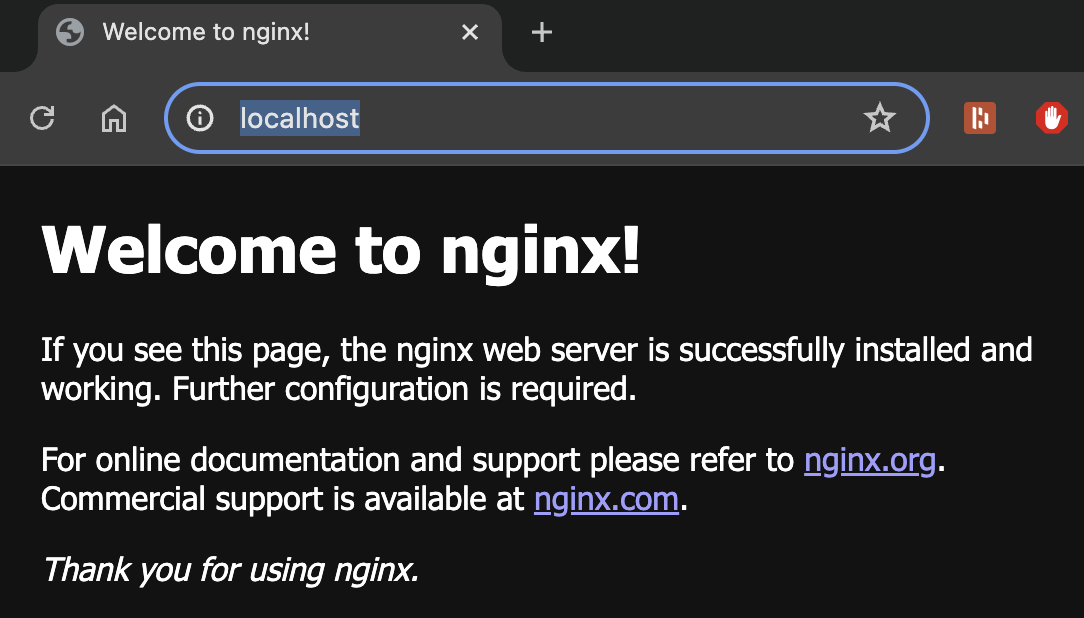 Welcome to nginx!
localhost
Welcome to nginx!
If you see this page, the nginx web server is successfully installed and
working. Further configuration is required.
For online documentation and support please refer to nginx.org.
Commercial support is available at nginx.com.
Thank you for using nginx.